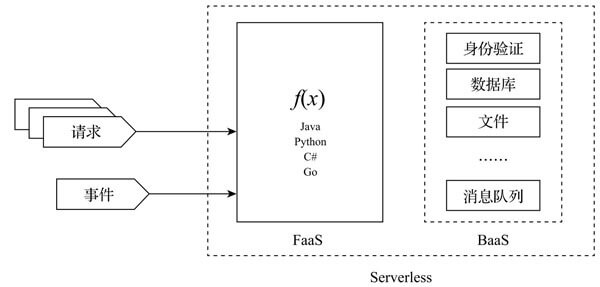 请求
事件
f(x)
Java
Python
C#
Go
FaaS
身份验证
数据库
文件
……
消息队列
BaaS
Serverless